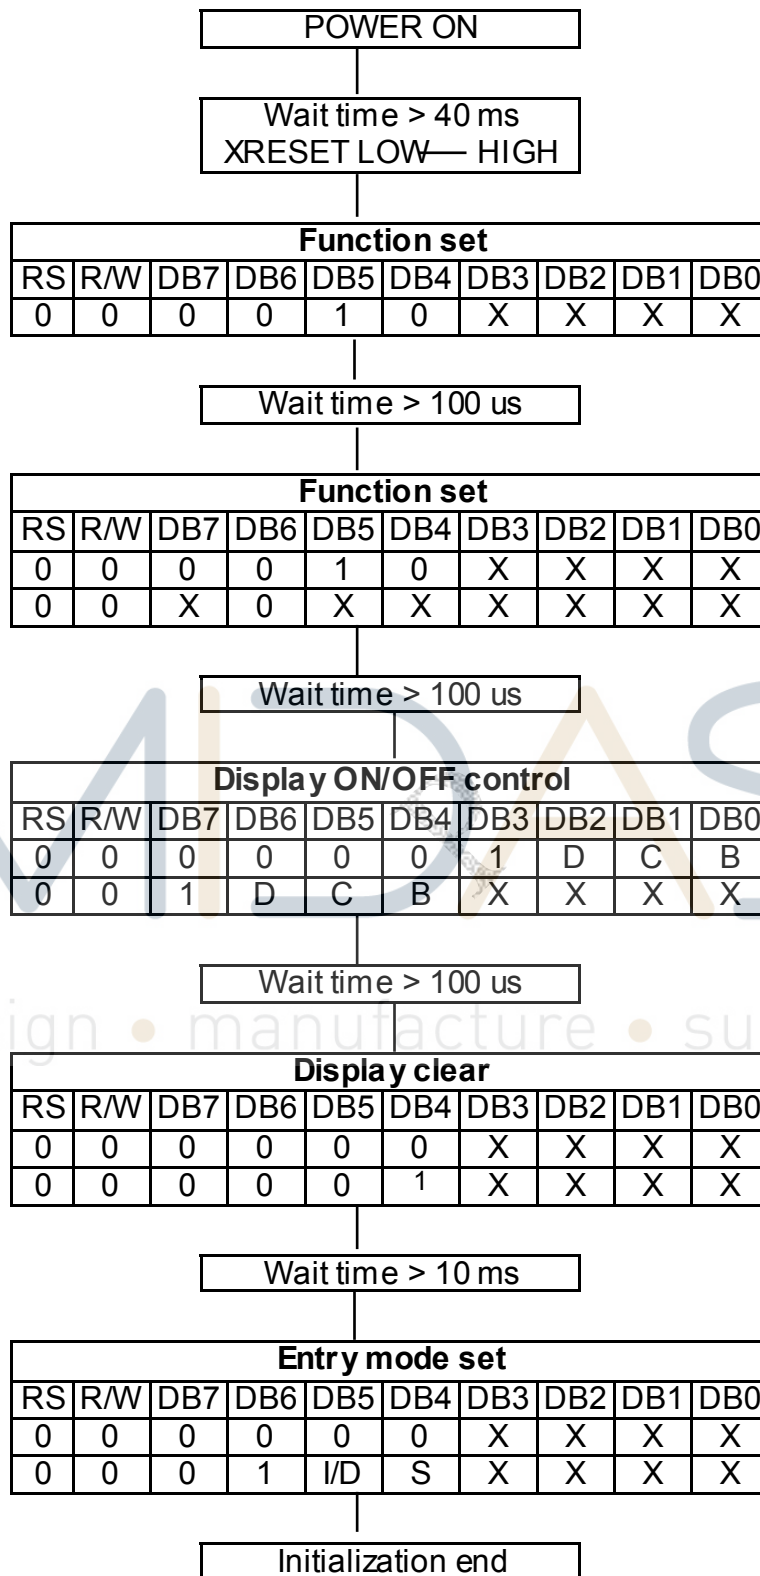 POWER ON
Wait time > 40 ms
XRESET LOW— HIGH
Function set
RS R/W DB7 DB6 DB5 DB4 DB3 DB2 DB1 DB0
0 0 0 0 1 0 X X X X
Wait time > 100 us
Function set
RS R/W DB7 DB6 DB5 DB4 DB3 DB2 DB1 DB0
0 0 0 0 1 0 X X X X
0 0 X 0 X X X X X X
Wait time > 100 us
MIDAS
Display ON/OFF control
RS R/W DB7 DB6 DB5 DB4 DB3 DB2 DB1 DB0
0 0 0 0 0 0 1 D C B
0 0 1 D C B X X X X
Wait time > 100 us
ign • manufacture • su
Display clear
RS R/W DB7 DB6 DB5 DB4 DB3 DB2 DB1 DB0
0 0 0 0 0 0 X X X X
0 0 0 0 0 1 X X X X
Wait time > 10 ms
Entry mode set
RS R/W DB7 DB6 DB5 DB4 DB3 DB2 DB1 DB0
0 0 0 0 0 0 X X X X
0 0 0 1 I/D S X X X X
Initialization end